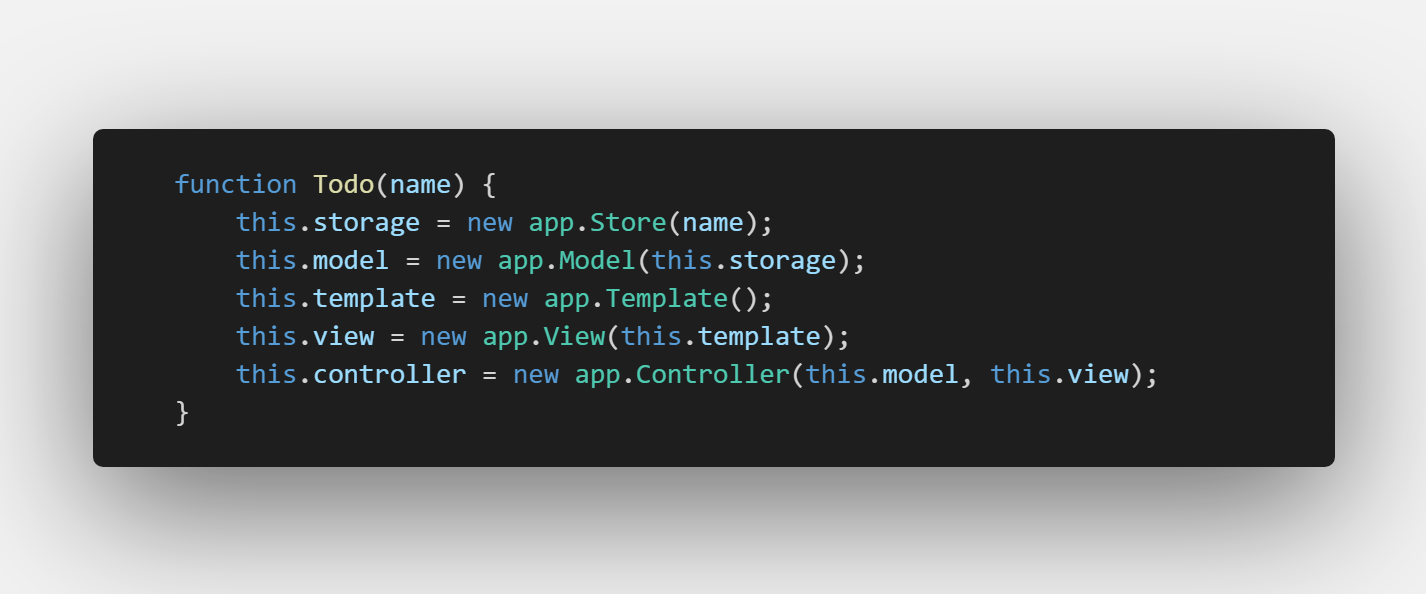 function Todo(name) {
    this.storage = new app.Store(name);
    this.model = new app.Model(this.storage);
    this.template = new app.Template();
    this.view = new app.View(this.template);
    this.controller = new app.Controller(this.model, this.view);
}